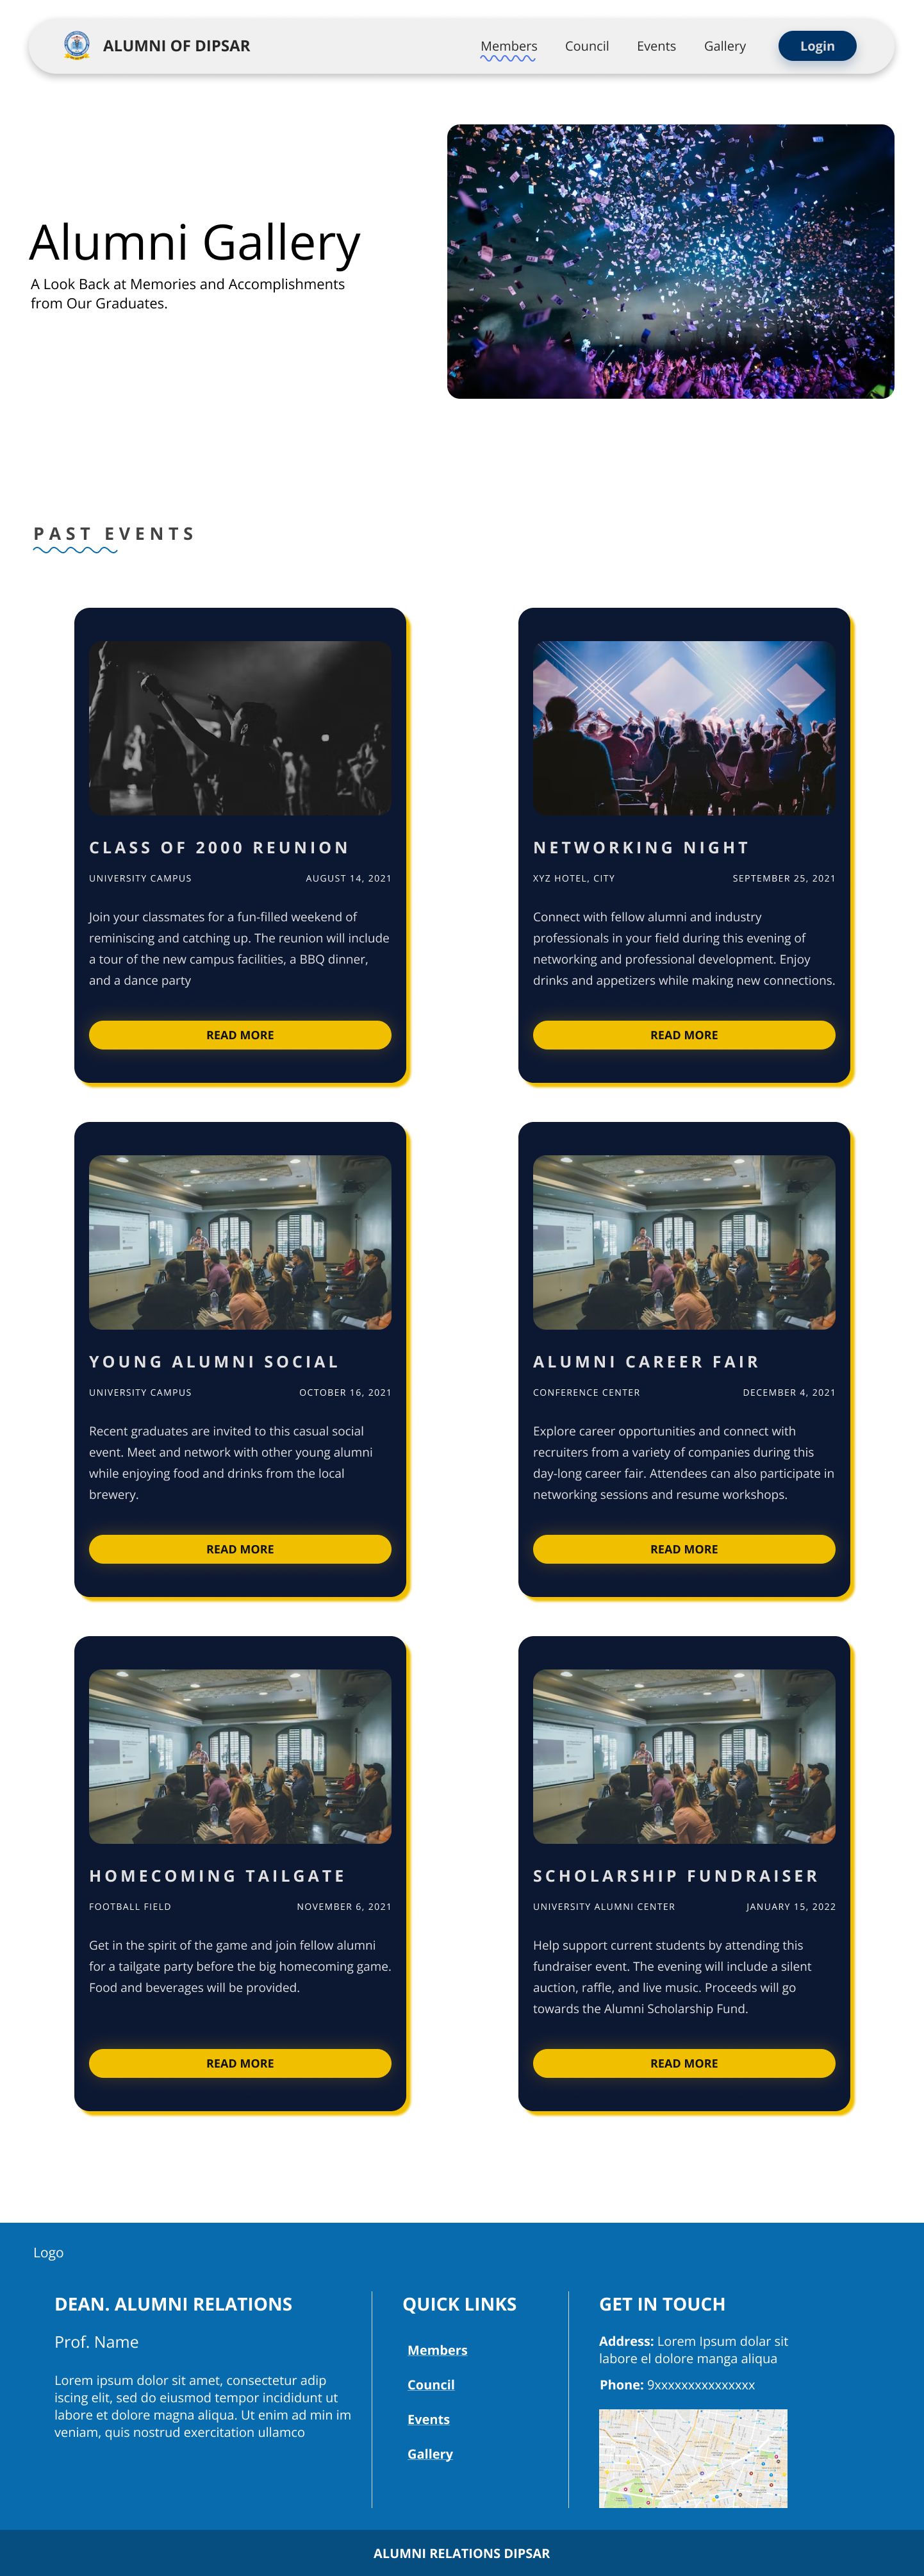 ALUMNI OF DIPSAR
Members
Council
Events
Gallery
Login
Alumni Gallery
A Look Back at Memories and Accomplishments
from Our Graduates.
PAST EVENTS
CLASS OF 2000 REUNION
UNIVERSITY CAMPUS
AUGUST 14, 2021
Join your classmates for a fun-filled weekend of
reminiscing and catching up. The reunion will include
a tour of the new campus facilities, a BBQ dinner,
and a dance party
READ MORE
NETWORKING NIGHT
XYZ HOTEL, CITY
SEPTEMBER 25, 2021
Connect with fellow alumni and industry
professionals in your field during this evening of
networking and professional development. Enjoy
drinks and appetizers while making new connections.
READ MORE
YOUNG ALUMNI SOCIAL
UNIVERSITY CAMPUS
OCTOBER 16, 2021
Recent graduates are invited to this casual social
event. Meet and network with other young alumni
while enjoying food and drinks from the local
brewery.
READ MORE
ALUMNI CAREER FAIR
CONFERENCE CENTER
DECEMBER 4, 2021
Explore career opportunities and connect with
recruiters from a variety of companies during this
day-long career fair. Attendees can also participate in
networking sessions and resume workshops.
READ MORE
HOMECOMING TAILGATE
FOOTBALL FIELD
NOVEMBER 6, 2021
Get in the spirit of the game and join fellow alumni
for a tailgate party before the big homecoming game.
Food and beverages will be provided.
READ MORE
SCHOLARSHIP FUNDRAISER
UNIVERSITY ALUMNI CENTER
JANUARY 15, 2022
Help support current students by attending this
fundraiser event. The evening will include a silent
auction, raffle, and live music. Proceeds will go
towards the Alumni Scholarship Fund.
READ MORE
Logo
DEAN. ALUMNI RELATIONS
Prof. Name
Lorem ipsum dolor sit amet, consectetur adip
iscing elit, sed do eiusmod tempor incididunt ut
labore et dolore magna aliqua. Ut enim ad min im
veniam, quis nostrud exercitation ullamco
QUICK LINKS
Members
Council
Events
Gallery
GET IN TOUCH
Address: Lorem Ipsum dolar sit
labore el dolore manga aliqua
Phone: 9xxxxxxxxxxxxxxx
ALUMNI RELATIONS DIPSAR